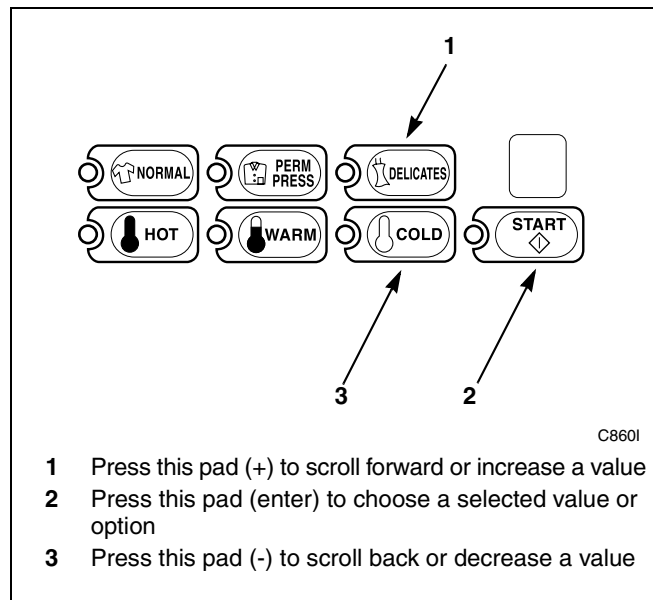 1
NORMAL
PERM
PRESS
DELICATES
HOT
WARM
COLD
START
3
2
C860I
1 Press this pad (+) to scroll forward or increase a value
2 Press this pad (enter) to choose a selected value or
option
3 Press this pad (-) to scroll back or decrease a value